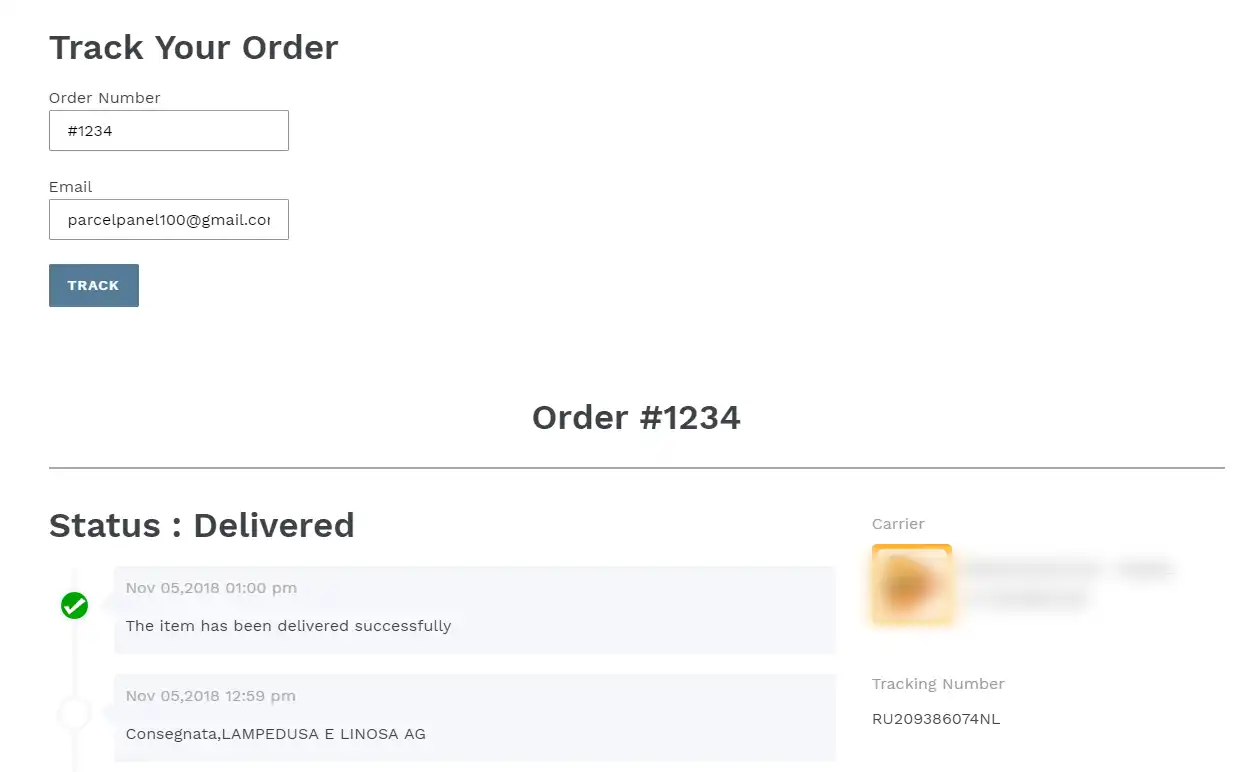 Track Your Order
Order Number
#1234
Email
parcelpanel100@gmail.cor
TRACK
Order #1234
Status : Delivered
Nov 05,2018 01:00 pm
The item has been delivered successfully
Nov 05,2018 12:59 pm
Consegnata,LAMPEDUSA E LINOSA AG
Carrier
Tracking Number
RU209386074NL